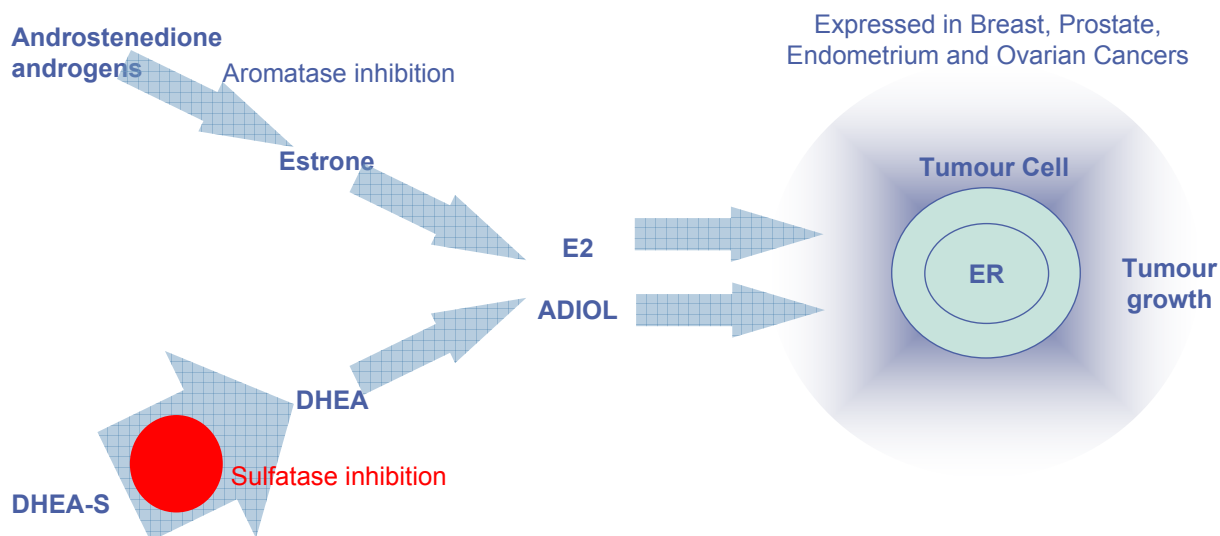 Androstenedione
androgens
Aromatase inhibition
Estrone
E2
ADIOL
DHEA
Sulfatase inhibition
DHEA-S
Expressed in Breast, Prostate,
Endometrium and Ovarian Cancers
Tumour Cell
ER
Tumour
growth